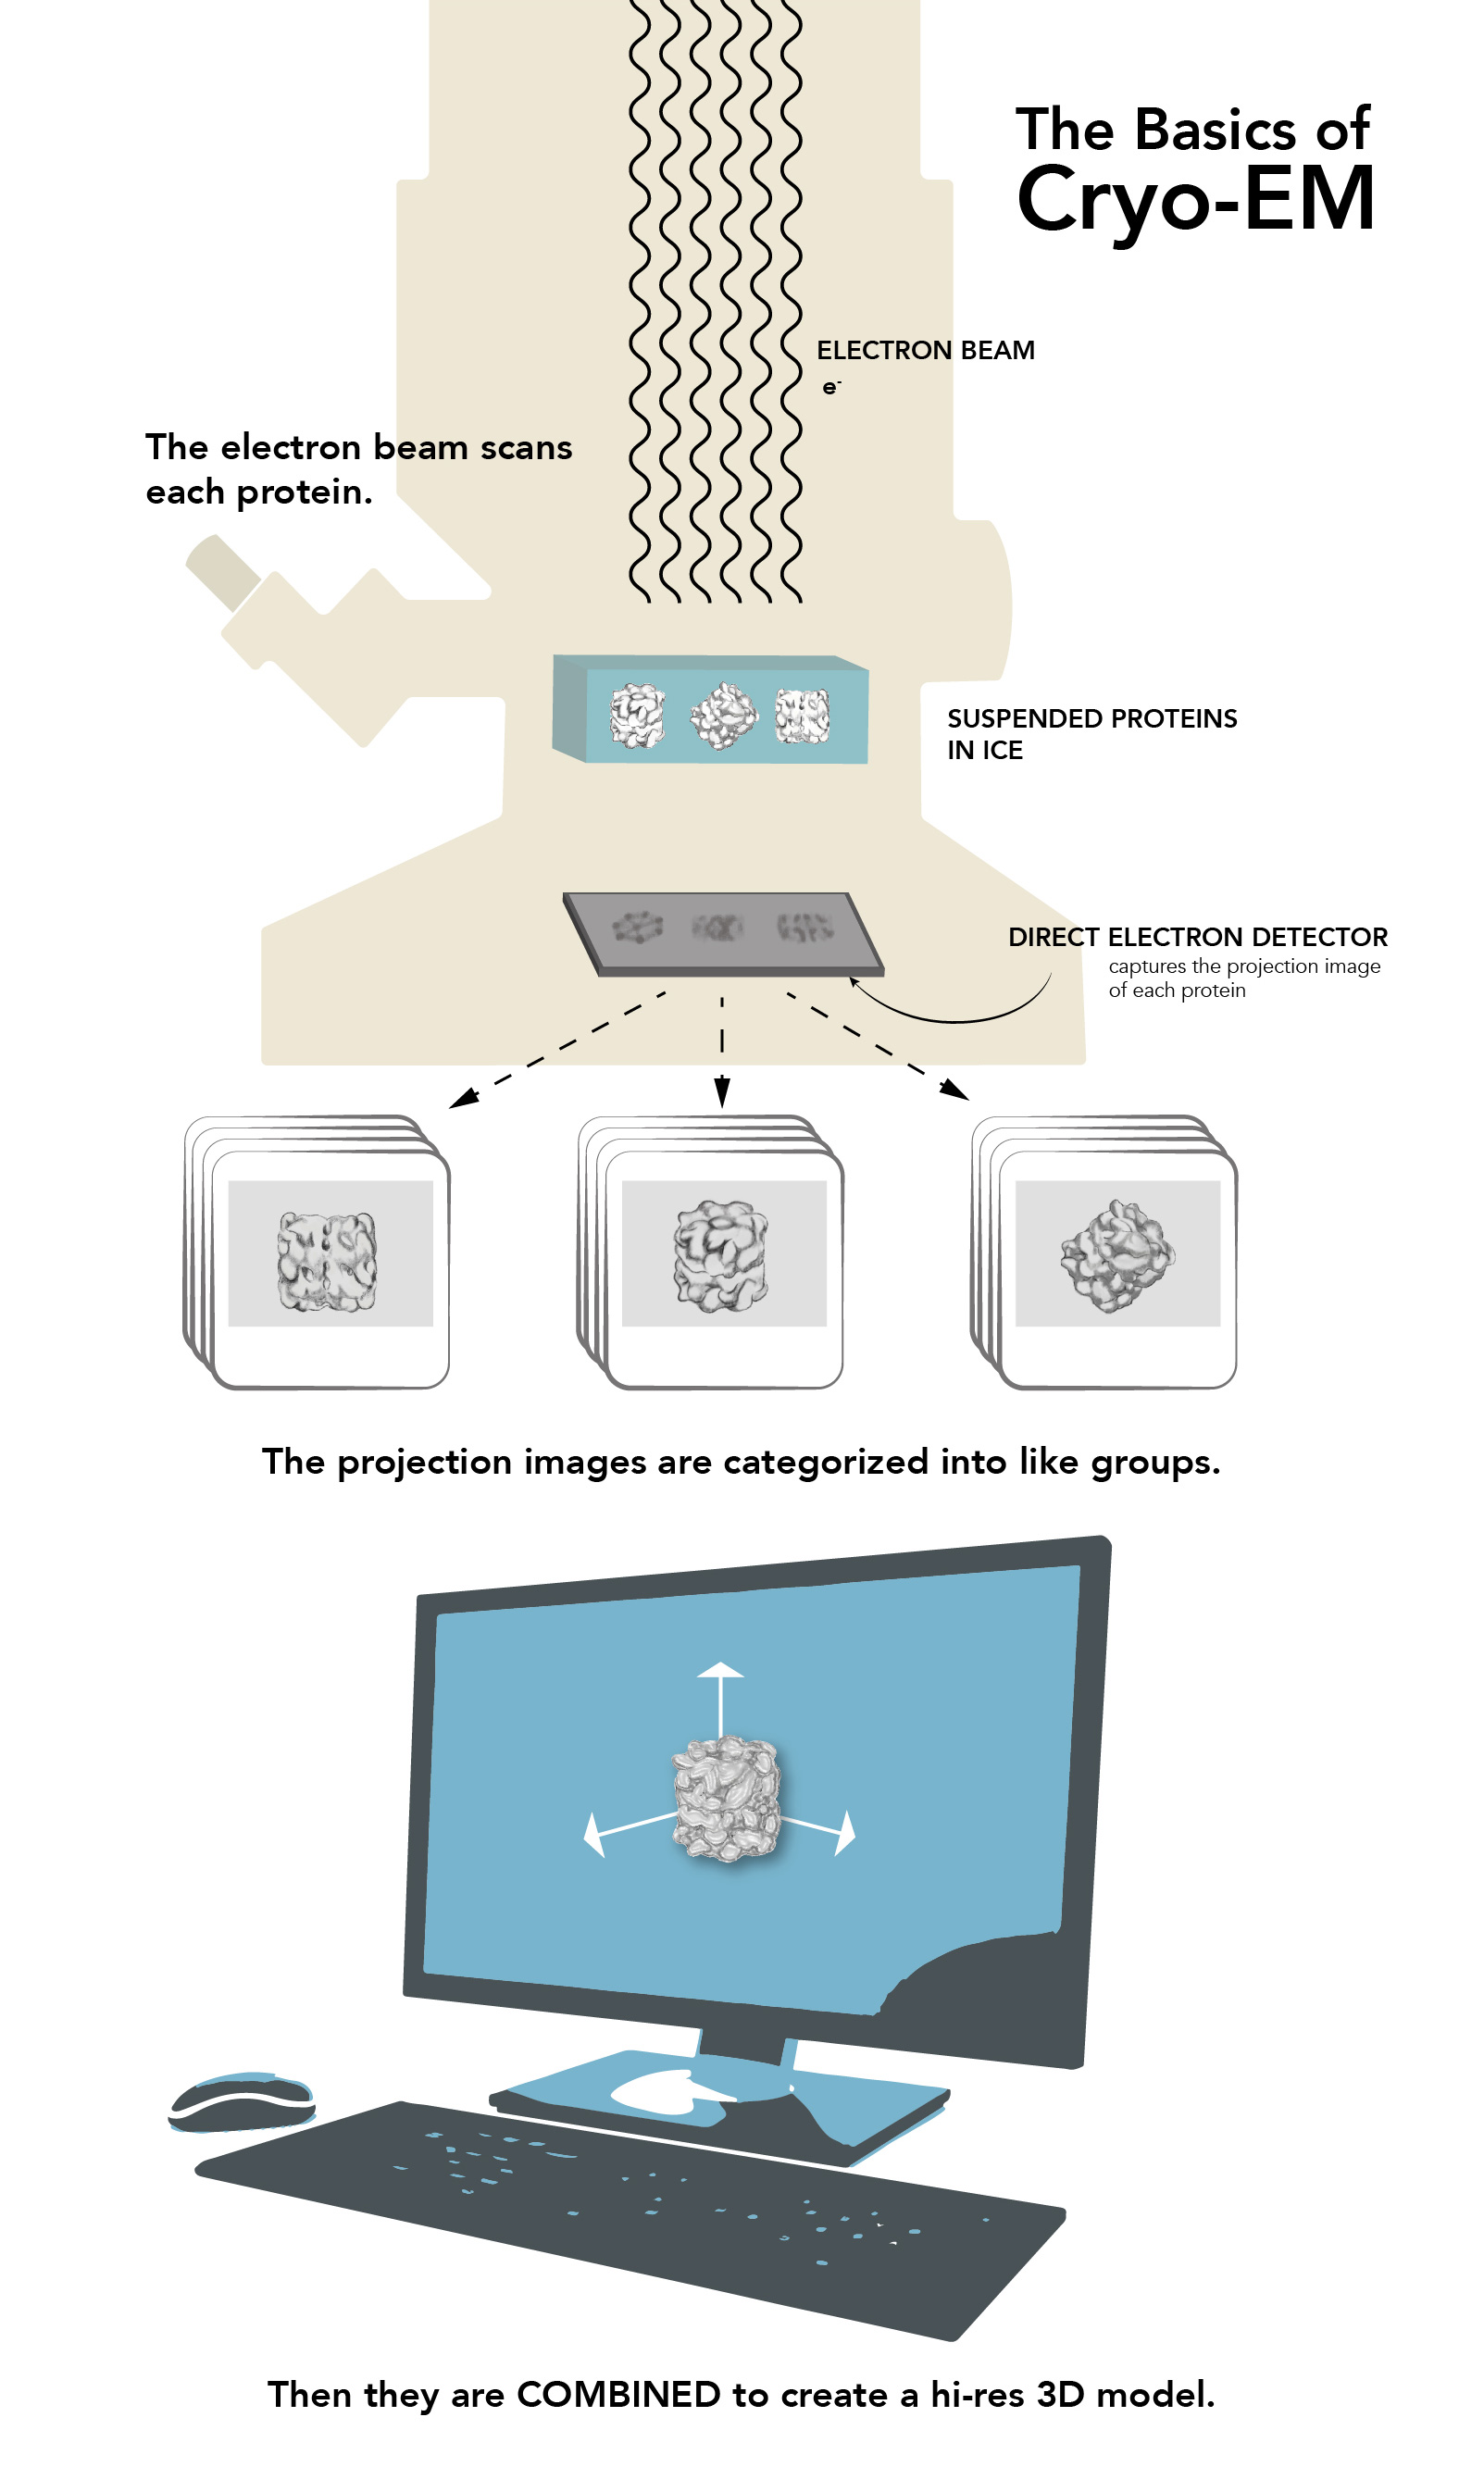 The Basics of
Cryo-EM
ELECTRON BEAM
e-
The electron beam scans
each protein.
SUSPENDED PROTEINS
IN ICE
DIRECT ELECTRON DETECTOR
captures the projection image
of each protein
The projection images are categorized into like groups.
Then they are COMBINED to create a hi-res 3D model.